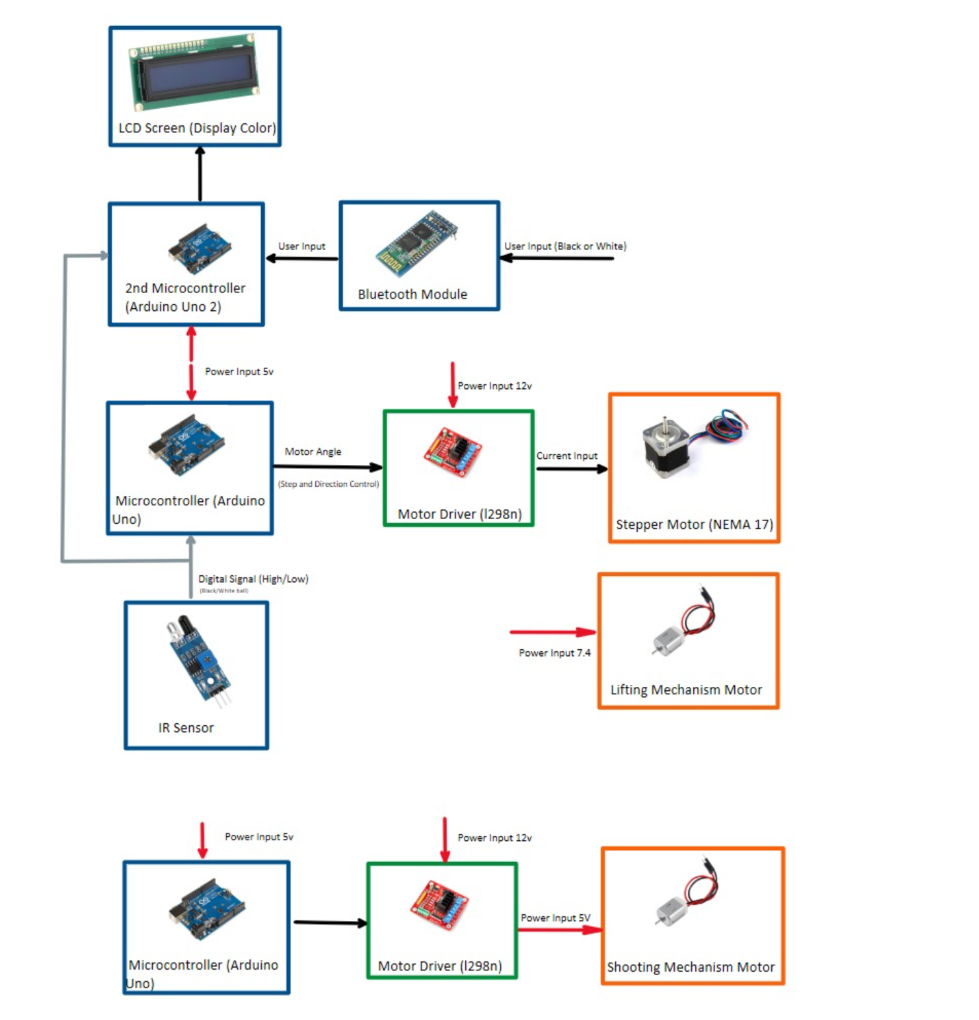 LCD Screen (Display Color)
User Input
User Input (Black or White)
2nd Microcontroller
(Arduino Uno 2)
Bluetooth Module
Power Input 5v
Power Input 12v
Motor Angle
(Step and Direction Control)
Current Input
Microcontroller (Arduino
Uno)
Motor Driver (l298n)
Stepper Motor (NEMA 17)
Digital Signal (High/Low)
(Black/White ball)
Power Input 7.4
Lifting Mechanism Motor
IR Sensor
Power Input 5v
Power Input 12v
Power Input 5V
Microcontroller (Arduino
Uno)
Motor Driver (l298n)
Shooting Mechanism Motor